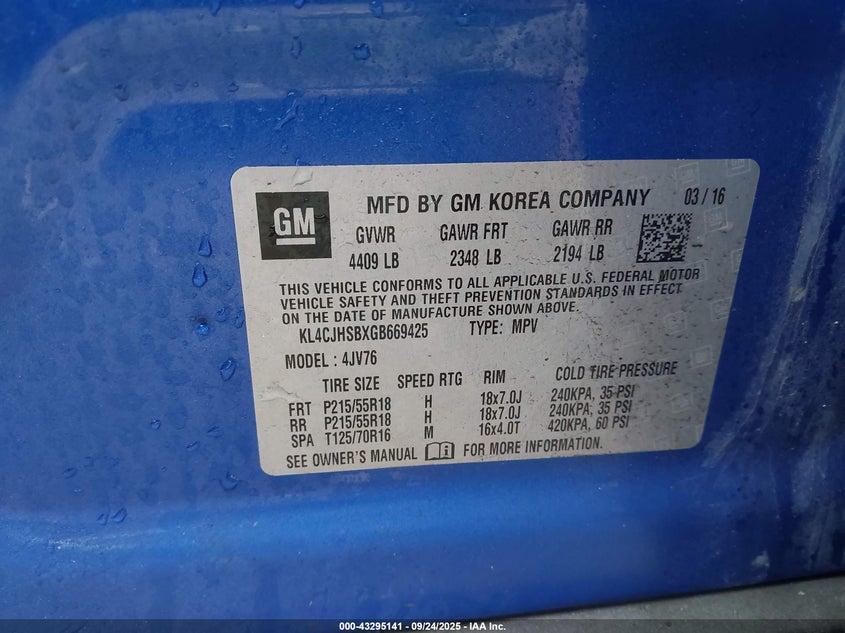 GM
MFD BY GM KOREA COMPANY 03 / 16
GVWR GAWR FRT GAWR RR
4409 LB 2348 LB 2194 LB
THIS VEHICLE CONFORMS TO ALL APPLICABLE U.S. FEDERAL MOTOR
VEHICLE SAFETY AND THEFT PREVENTION STANDARDS IN EFFECT
ON THE DATE OF MANUFACTURE SHOWN ABOVE.
KL4CJHSBXGB669425 TYPE: MPV
MODEL: 4JV76
TIRE SIZE SPEED RTG RIM COLD TIRE PRESSURE
FRT P215/55R18 H 18x7.0J 240KPA, 35 PSI
RR P215/55R18 H 18x7.0J 240KPA, 35 PSI
SPA T125/70R16 M 16x4.0T 420KPA, 60 PSI
SEE OWNER'S MANUAL FOR MORE INFORMATION.
000-43295141 - 09/24/2025 - IAA Inc.